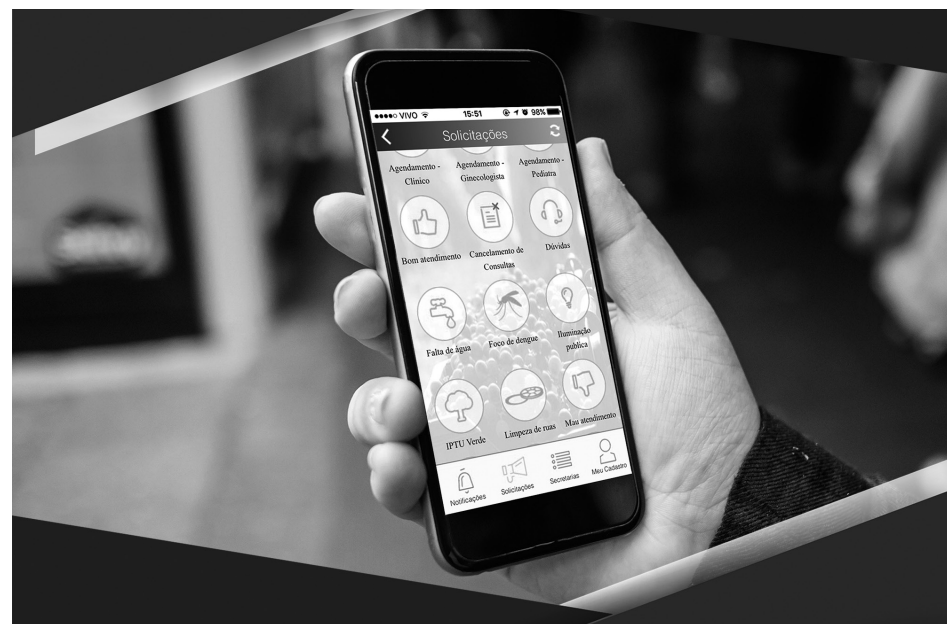 VIVO 15:51 98%
Solicitações
Agendamento - Agendamento - Agendamento -
Clínico Ginecologista Pediatra
Bom atendimento Cancelamento de Dúvidas
Consultas
Falta de água Foco de dengue Iluminação
publica
IPTU Verde Limpeza de ruas Mau atendimento
Notificações Solicitações Secretarias Meu Cadastro